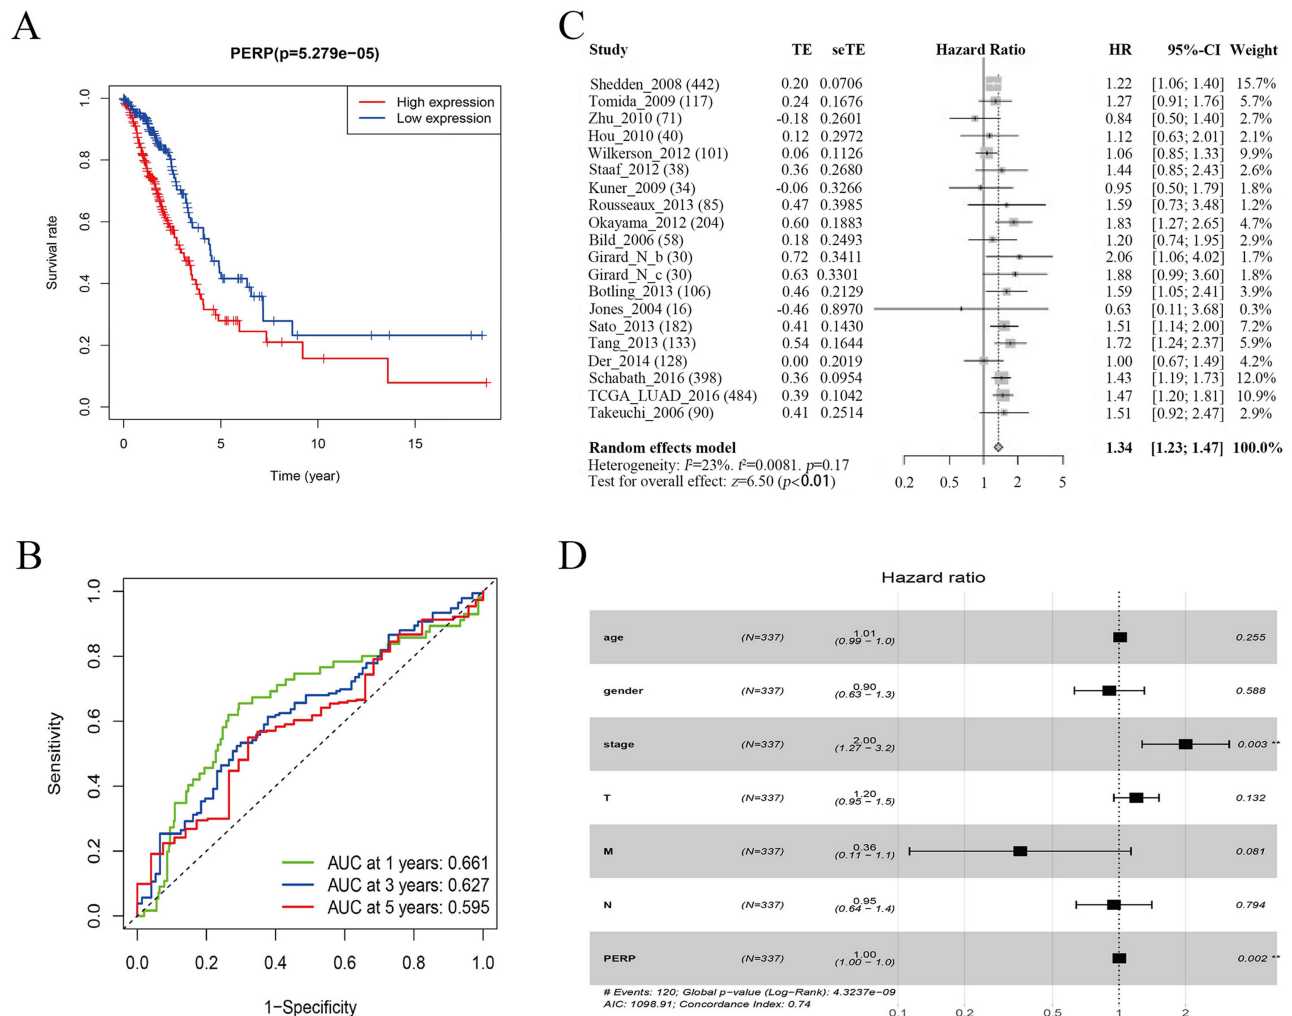 A
PERP(p=5.279e−05)
High expression
Low expression
Survival rate
1.0
0.8
0.6
0.4
0.2
0.0
0 5 10 15
Time (year)
C
Study TE seTE Hazard Ratio HR 95%-CI Weight
Shedden_2008 (442) 0.20 0.0706 1.22 [1.06; 1.40] 15.7%
Tomida_2009 (117) 0.24 0.1676 1.27 [0.91; 1.76] 5.7%
Zhu_2010 (71) -0.18 0.2601 0.84 [0.50; 1.40] 2.7%
Hou_2010 (40) 0.12 0.2972 1.12 [0.63; 2.01] 2.1%
Wilkerson_2012 (101) 0.06 0.1126 1.06 [0.85; 1.33] 9.9%
Staaf_2012 (38) 0.36 0.2680 1.44 [0.85; 2.43] 2.6%
Kuner_2009 (34) -0.06 0.3266 0.95 [0.50; 1.79] 1.8%
Rousseaux_2013 (85) 0.47 0.3985 1.59 [0.73; 3.48] 1.2%
Okayama_2012 (204) 0.60 0.1883 1.83 [1.27; 2.65] 4.7%
Bild_2006 (58) 0.18 0.2493 1.20 [0.74; 1.95] 2.9%
Girard_N_b (30) 0.72 0.3411 2.06 [1.06; 4.02] 1.7%
Girard_N_c (30) 0.63 0.3301 1.88 [0.99; 3.60] 1.8%
Botling_2013 (106) 0.46 0.2129 1.59 [1.05; 2.41] 3.9%
Jones_2004 (16) -0.46 0.8970 0.63 [0.11; 3.68] 0.3%
Sato_2013 (182) 0.41 0.1430 1.51 [1.14; 2.00] 7.2%
Tang_2013 (133) 0.54 0.1644 1.72 [1.24; 2.37] 5.9%
Der_2014 (128) 0.00 0.2019 1.00 [0.67; 1.49] 4.2%
Schabath_2016 (398) 0.36 0.0954 1.43 [1.19; 1.73] 12.0%
TCGA_LUAD_2016 (484) 0.39 0.1042 1.47 [1.20; 1.81] 10.9%
Takeuchi_2006 (90) 0.41 0.2514 1.51 [0.92; 2.47] 2.9%
Random effects model 1.34 [1.23; 1.47] 100.0%
Heterogeneity: I²=23%. t²=0.0081. p=0.17
Test for overall effect: z=6.50 (p<0.01)
0.2 0.5 1 2 5
B
Sensitivity
1.0
0.8
0.6
0.4
0.2
0.0
AUC at 1 years: 0.661
AUC at 3 years: 0.627
AUC at 5 years: 0.595
0.0 0.2 0.4 0.6 0.8 1.0
1−Specificity
D
Hazard ratio
age (N=337) 1.01 (0.99 − 1.0) 0.255
gender (N=337) 0.90 (0.63 − 1.3) 0.588
stage (N=337) 2.00 (1.27 − 3.2) 0.003 **
T (N=337) 1.20 (0.95 − 1.5) 0.132
M (N=337) 0.36 (0.11 − 1.1) 0.081
N (N=337) 0.95 (0.64 − 1.4) 0.794
PERP (N=337) 1.00 (1.00 − 1.0) 0.002 **
# Events: 120; Global p−value (Log−Rank): 4.3237e−09
AIC: 1098.91; Concordance Index: 0.74
0.1 0.2 0.5 1 2